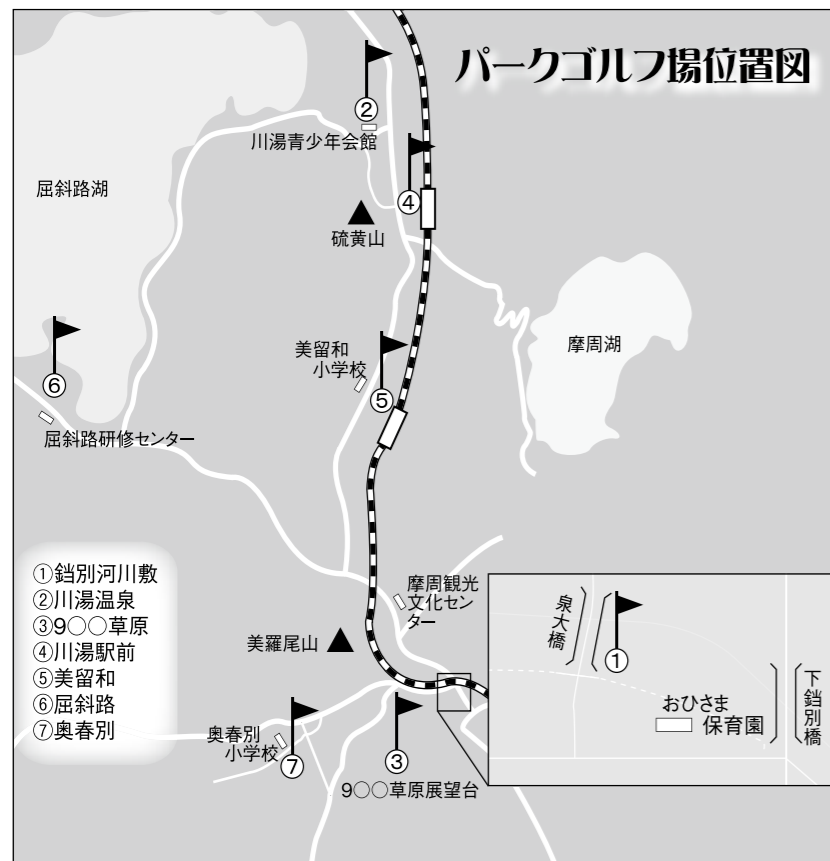 パークゴルフ場位置図
②
川湯青少年会館
④
屈斜路湖
硫黄山
摩周湖
美留和
小学校
⑤
⑥
屈斜路研修センター
①鐺別河川敷
②川湯温泉
③9○○草原
④川湯駅前
⑤美留和
⑥屈斜路
⑦奥春別
摩周観光
文化セン
ター
美羅尾山
泉大橋
①
おひさま
保育園
下鐺別橋
奥春別
小学校
⑦
③
9○○草原展望台